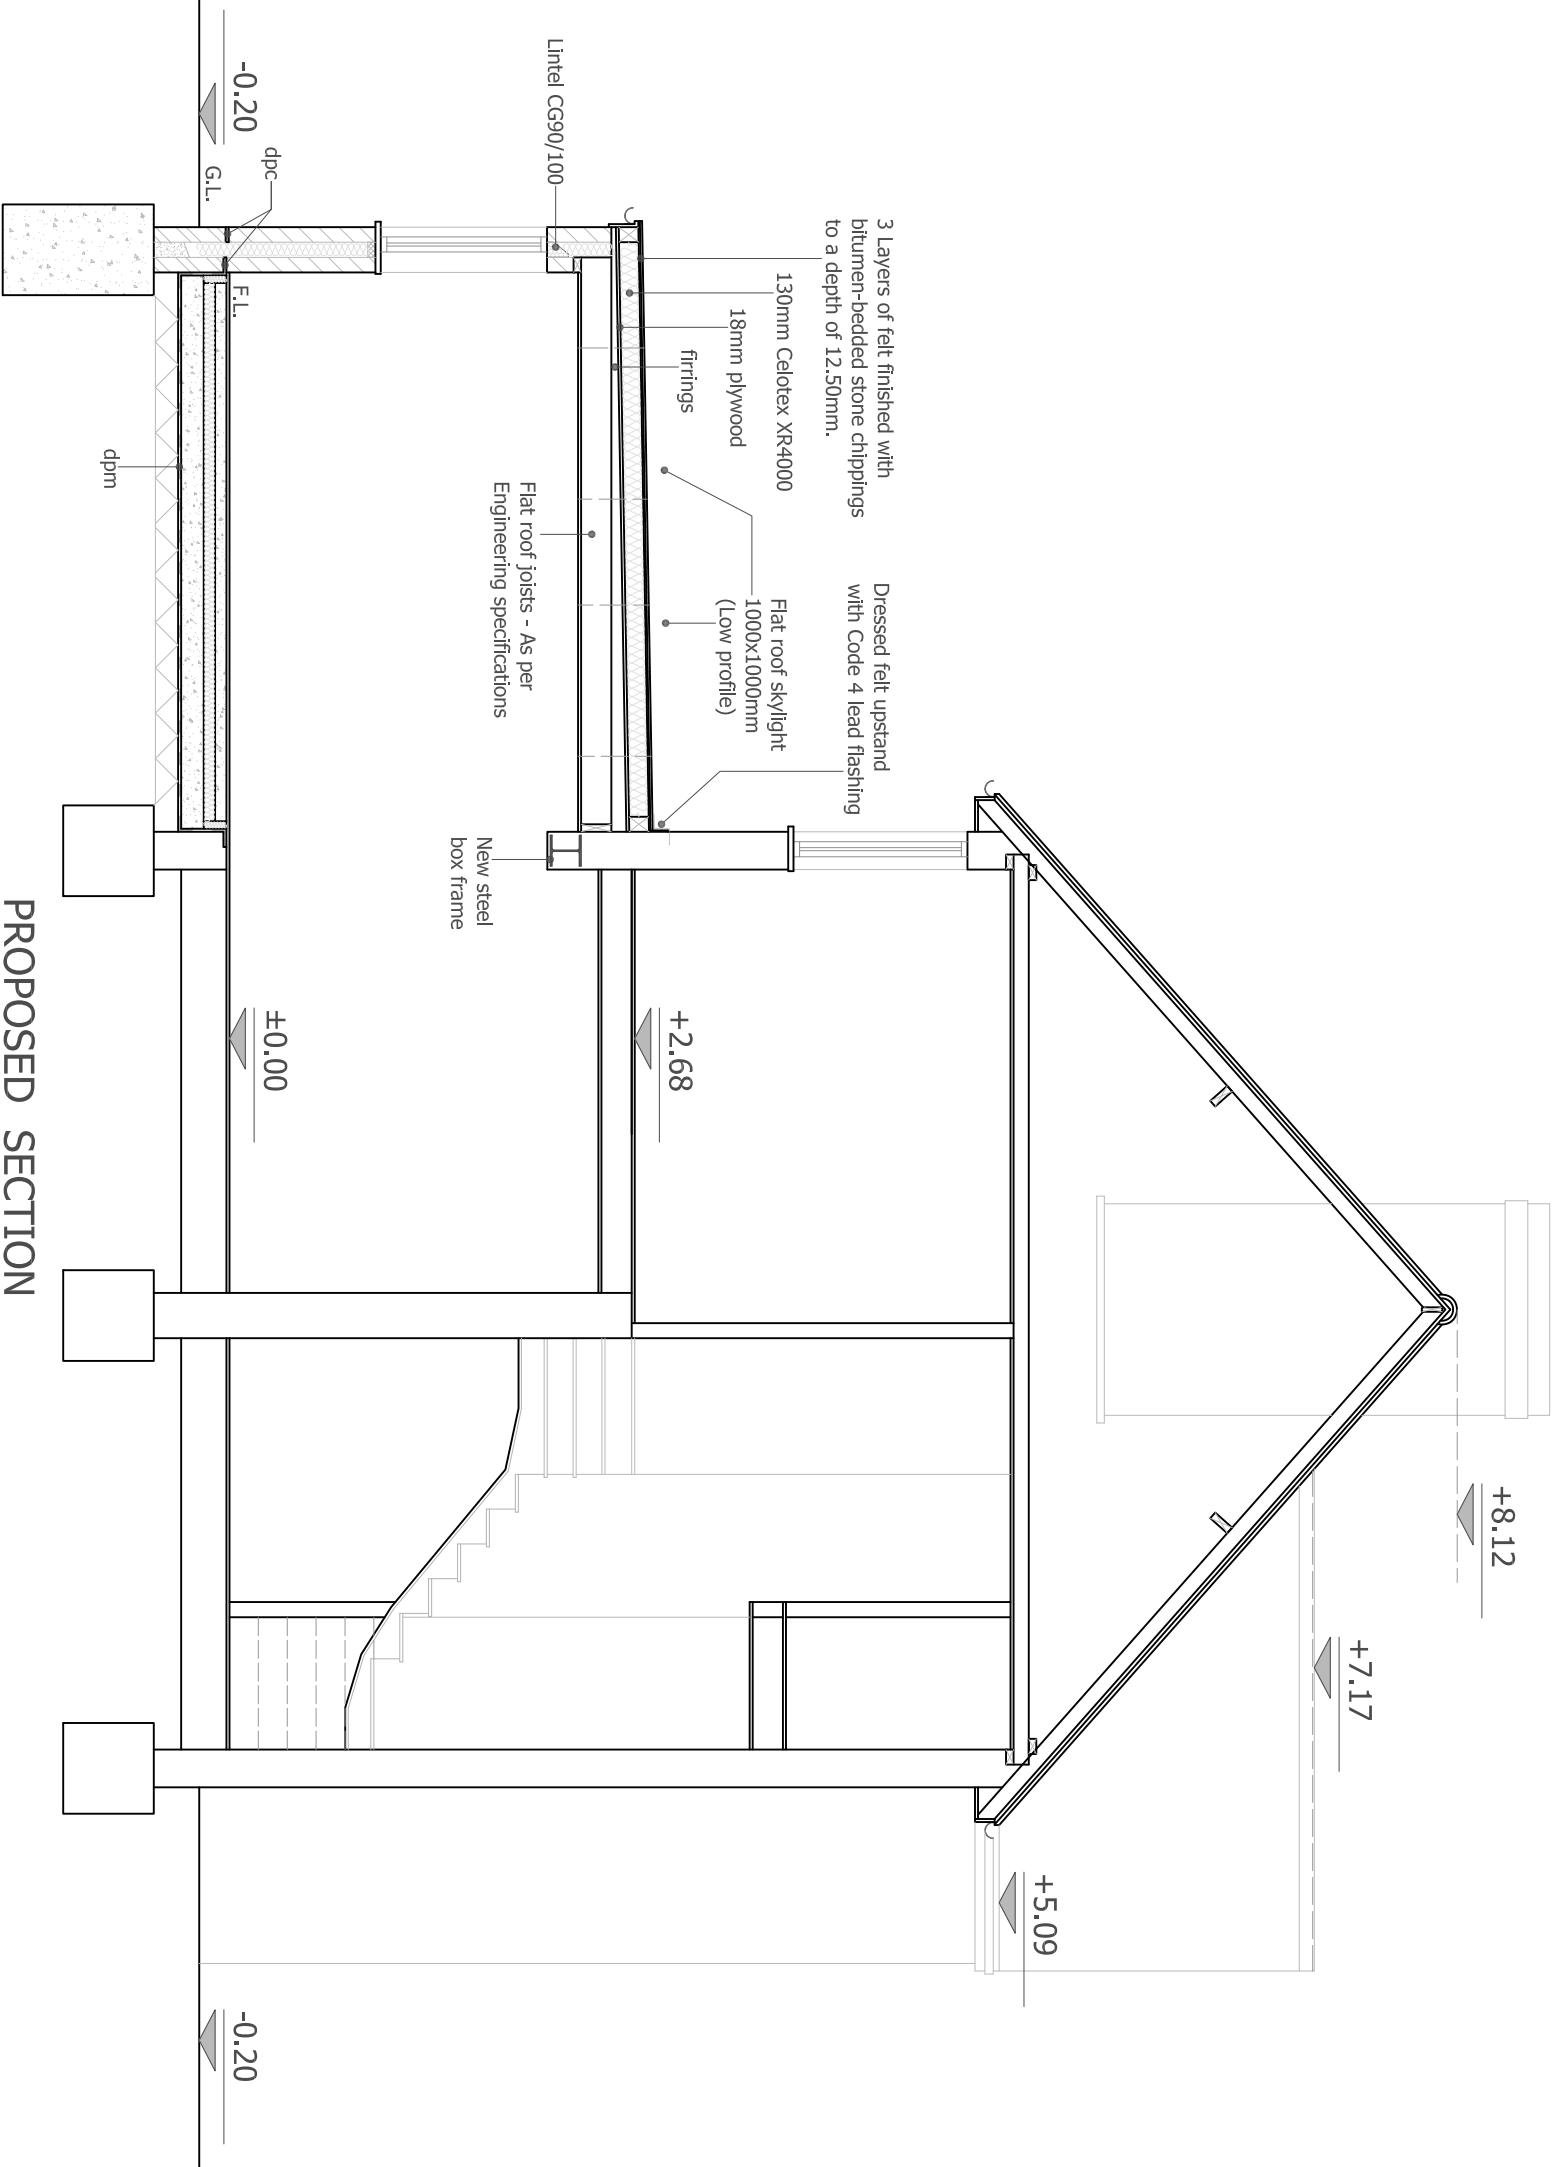 3 Layers of felt finished with
bitumen-bedded stone chippings
to a depth of 12.50mm.
130mm Celotex XR4000
18mm plywood
firrings
Dressed felt upstand
with Code 4 lead flashing
Flat roof skylight
1000x1000mm
(Low profile)
Lintel CG90/100
Flat roof joists - As per
Engineering specifications
New steel
box frame
+8.12
+7.17
+5.09
+2.68
±0.00
-0.20
-0.20
dpc
G.L.
F.L.
dpm
PROPOSED SECTION